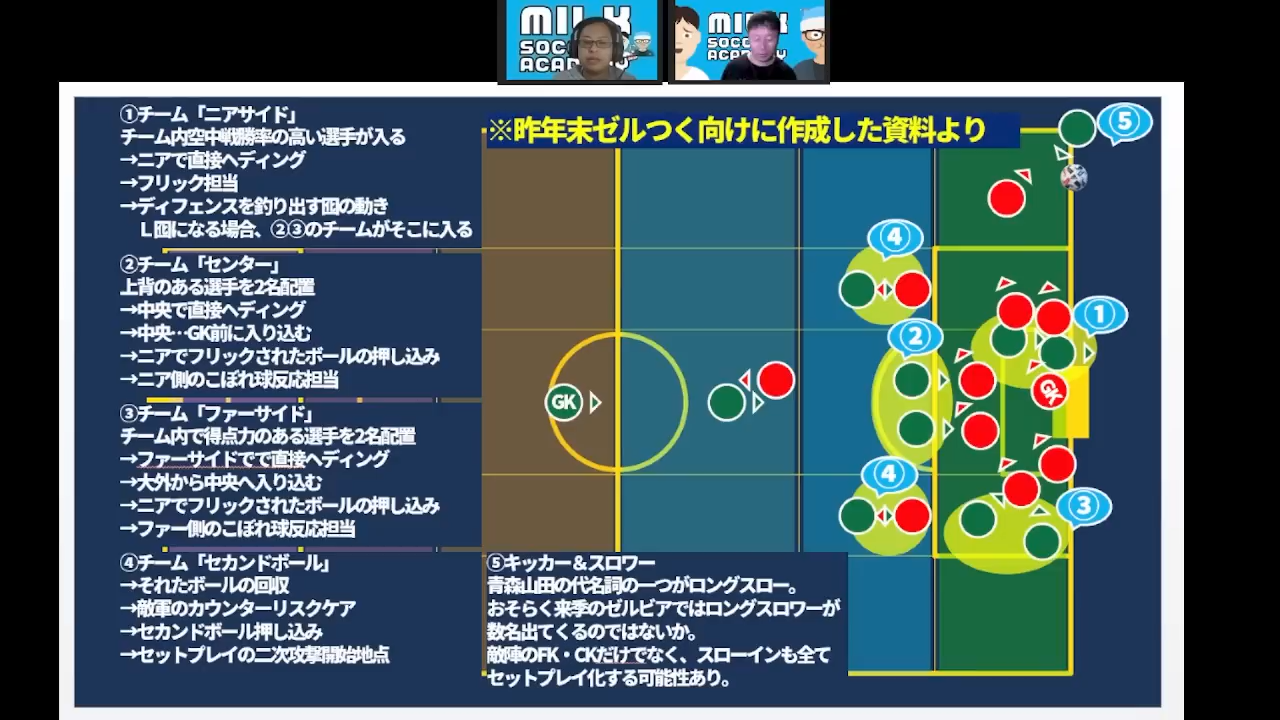 MILK
SOC
ACAD
MILK
SOCC
ACADEMY
①チーム「ニアサイド」
チーム内空中戦勝率の高い選手が入る
→ニアで直接ヘディング
→フリック担当
→ディフェンスを釣り出す囮の動き
L囮になる場合、②③のチームがそこに入る
②チーム「センター」
上背のある選手を2名配置
→中央で直接ヘディング
→中央…GK前に入り込む
→ニアでフリックされたボールの押し込み
→ニア側のこぼれ球反応担当
③チーム「ファーサイド」
チーム内で得点力のある選手を2名配置
→ファーサイドでで直接ヘディング
→大外から中央へ入り込む
→ニアでフリックされたボールの押し込み
→ファー側のこぼれ球反応担当
④チーム「セカンドボール」
→それたボールの回収
→敵軍のカウンターリスクケア
→セカンドボール押し込み
→セットプレイの二次攻撃開始地点
※昨年末ゼルつく向けに作成した資料より
5
4
1
2
GK
GK
4
3
⑤キッカー＆スロワー
青森山田の代名詞の一つがロングスロー。
おそらく来季のゼルビアではロングスロワーが
数名出てくるのではないか。
敵陣のFK・CKだけでなく、スローインも全て
セットプレイ化する可能性あり。